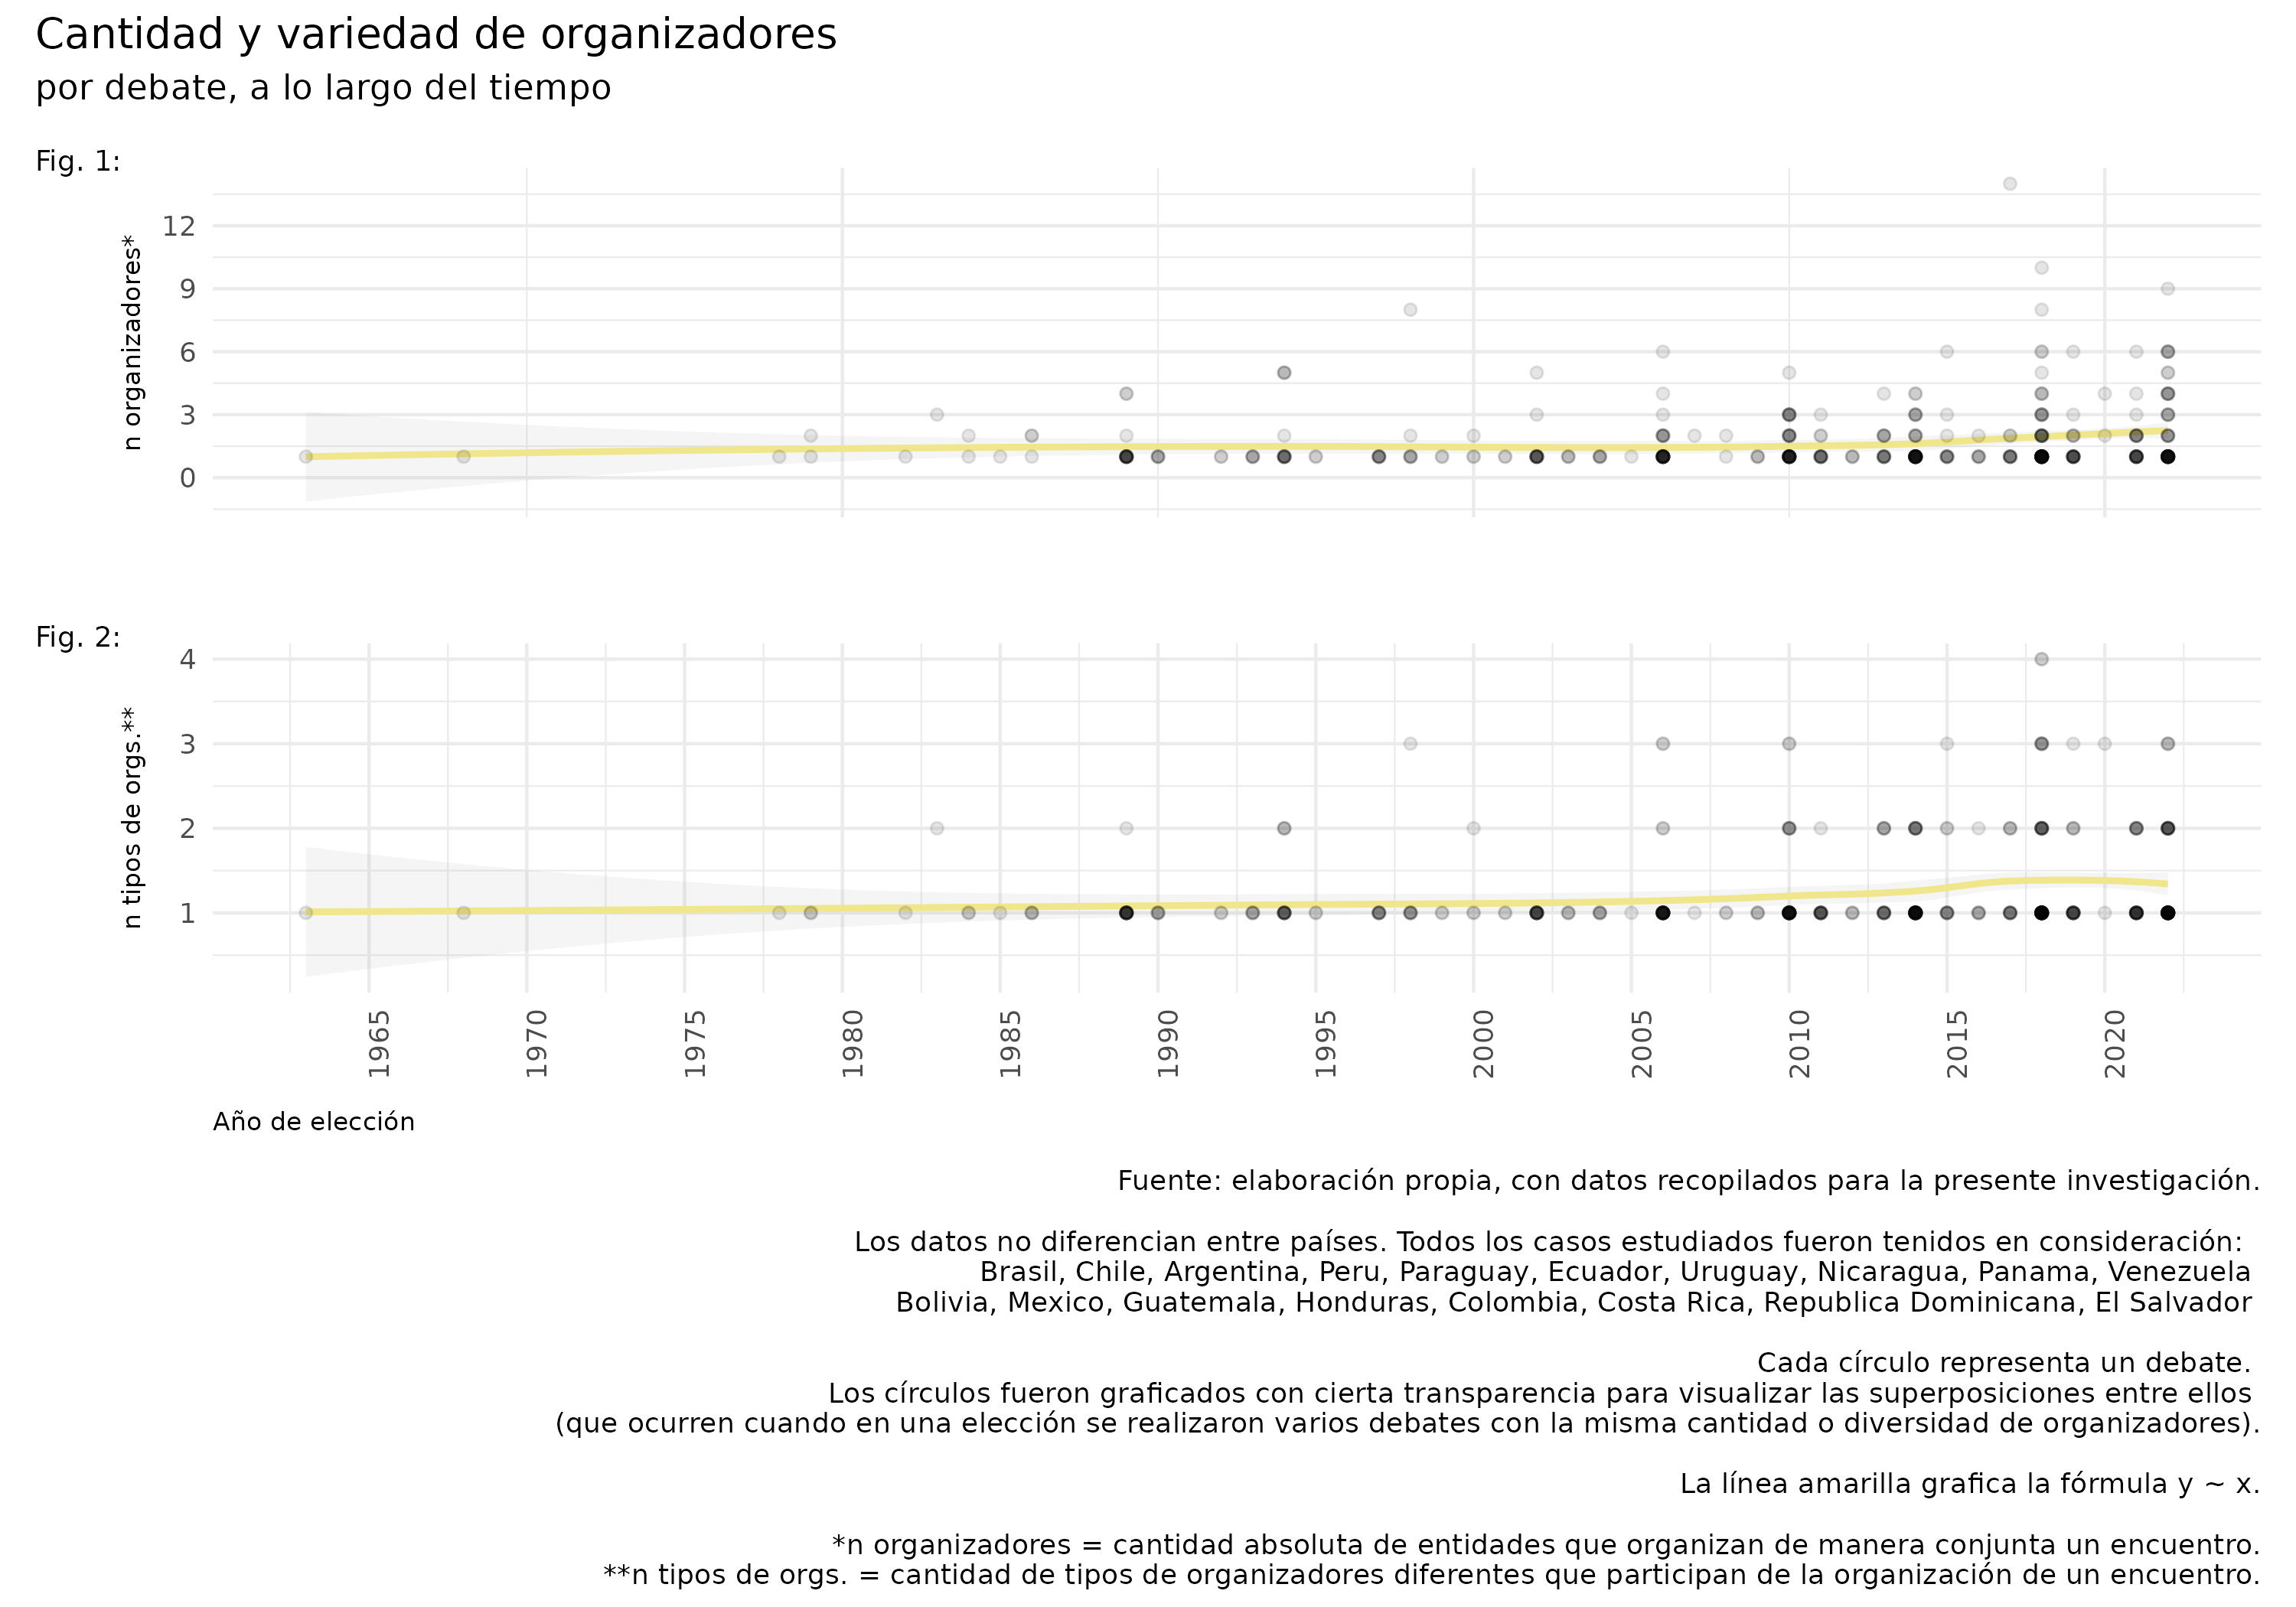 Cantidad y variedad de organizadores
por debate, a lo largo del tiempo
Fig. 1:
n organizadores*
12
9
6
3
0
Fig. 2:
n tipos de orgs.**
4
3
2
1
1965
1970
1975
1980
1985
1990
1995
2000
2005
2010
2015
2020
Año de elección
Fuente: elaboración propia, con datos recopilados para la presente investigación.
Los datos no diferencian entre países. Todos los casos estudiados fueron tenidos en consideración:
Brasil, Chile, Argentina, Peru, Paraguay, Ecuador, Uruguay, Nicaragua, Panama, Venezuela
Bolivia, Mexico, Guatemala, Honduras, Colombia, Costa Rica, Republica Dominicana, El Salvador
Cada círculo representa un debate.
Los círculos fueron graficados con cierta transparencia para visualizar las superposiciones entre ellos
(que ocurren cuando en una elección se realizaron varios debates con la misma cantidad o diversidad de organizadores).
La línea amarilla grafica la fórmula y ~ x.
*n organizadores = cantidad absoluta de entidades que organizan de manera conjunta un encuentro.
**n tipos de orgs. = cantidad de tipos de organizadores diferentes que participan de la organización de un encuentro.